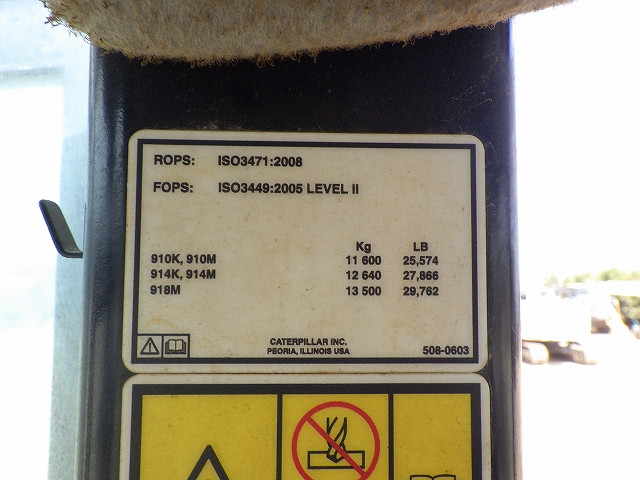 ROPS: ISO3471:2008
FOPS: ISO3449:2005 LEVEL II
Kg LB
910K, 910M 11 600 25,574
914K, 914M 12 640 27,866
918M 13 500 29,762
CATERPILLAR INC.
PEORIA, ILLINOIS USA
508-0603